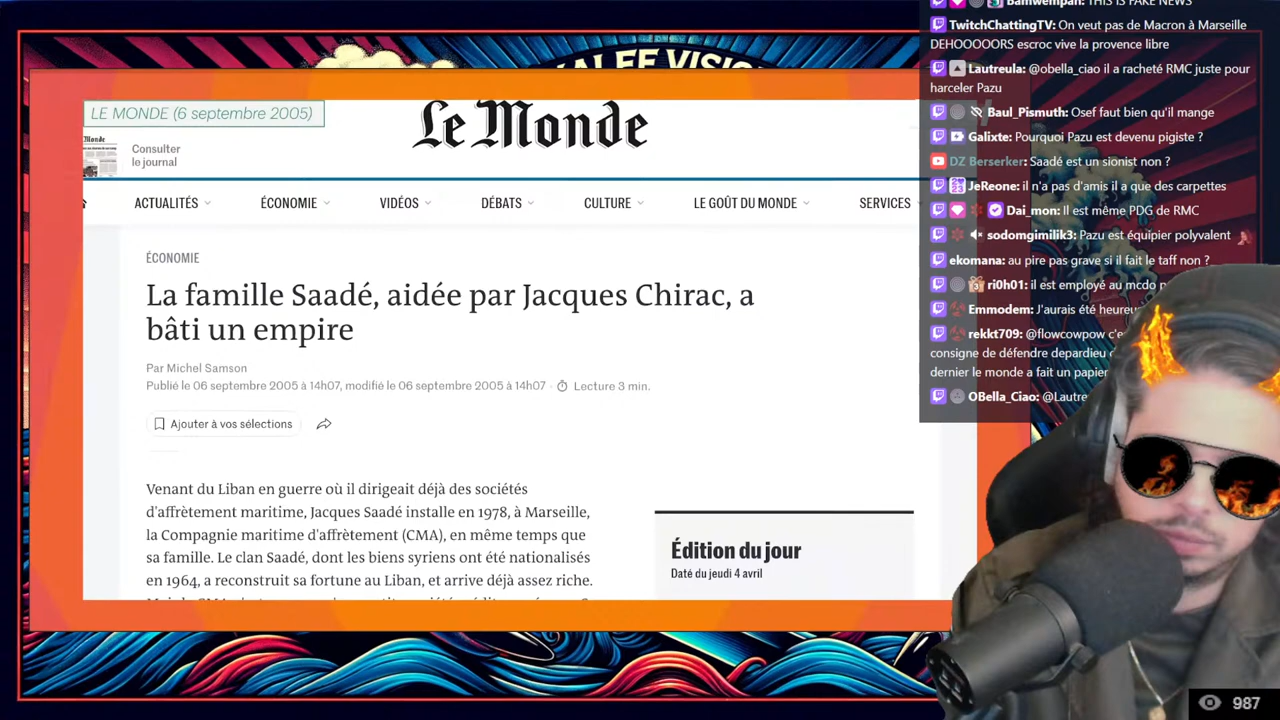 LE MONDE (6 septembre 2005)
Le Monde
Consulter
le journal
ACTUALITÉS
ÉCONOMIE
VIDÉOS
DÉBATS
CULTURE
LE GOÛT DU MONDE
SERVICES
ÉCONOMIE
La famille Saadé, aidée par Jacques Chirac, a
bâti un empire
Par Michel Samson
Publié le 06 septembre 2005 à 14h07, modifié le 06 septembre 2005 à 14h07 · Lecture 3 min.
Ajouter à vos sélections
Venant du Liban en guerre où il dirigeait déjà des sociétés
d'affrètement maritime, Jacques Saadé installe en 1978, à Marseille,
la Compagnie maritime d'affrètement (CMA), en même temps que
sa famille. Le clan Saadé, dont les biens syriens ont été nationalisés
en 1964, a reconstruit sa fortune au Liban, et arrive déjà assez riche.
Édition du jour
Daté du jeudi 4 avril
Bamwempan: THIS IS FAKE NEWS
TwitchChattingTV: On veut pas de Macron à Marseille
DEHOOOOORS escroc vive la provence libre
Lautreula: @obella_ciao il a racheté RMC juste pour
harceler Pazu
Baul_Pismuth: Osef faut bien qu'il mange
Galixte: Pourquoi Pazu est devenu pigiste ?
DZ Berserker: Saadé est un sioniste non ?
JeReone: il n'a pas d'amis il a que des carpettes
Dai_mon: Il est même PDG de RMC
sodomgimilik3: Pazu est équipier polyvalent
ekomana: au pire pas grave si il fait le taff non ?
ri0h01: il est employé au mcdo
Emmodem: J'aurais été
rekkt709: @flowcowpow
consigne de défendre depardieu
dernier le monde a fait un papier
OBella_Ciao:
987